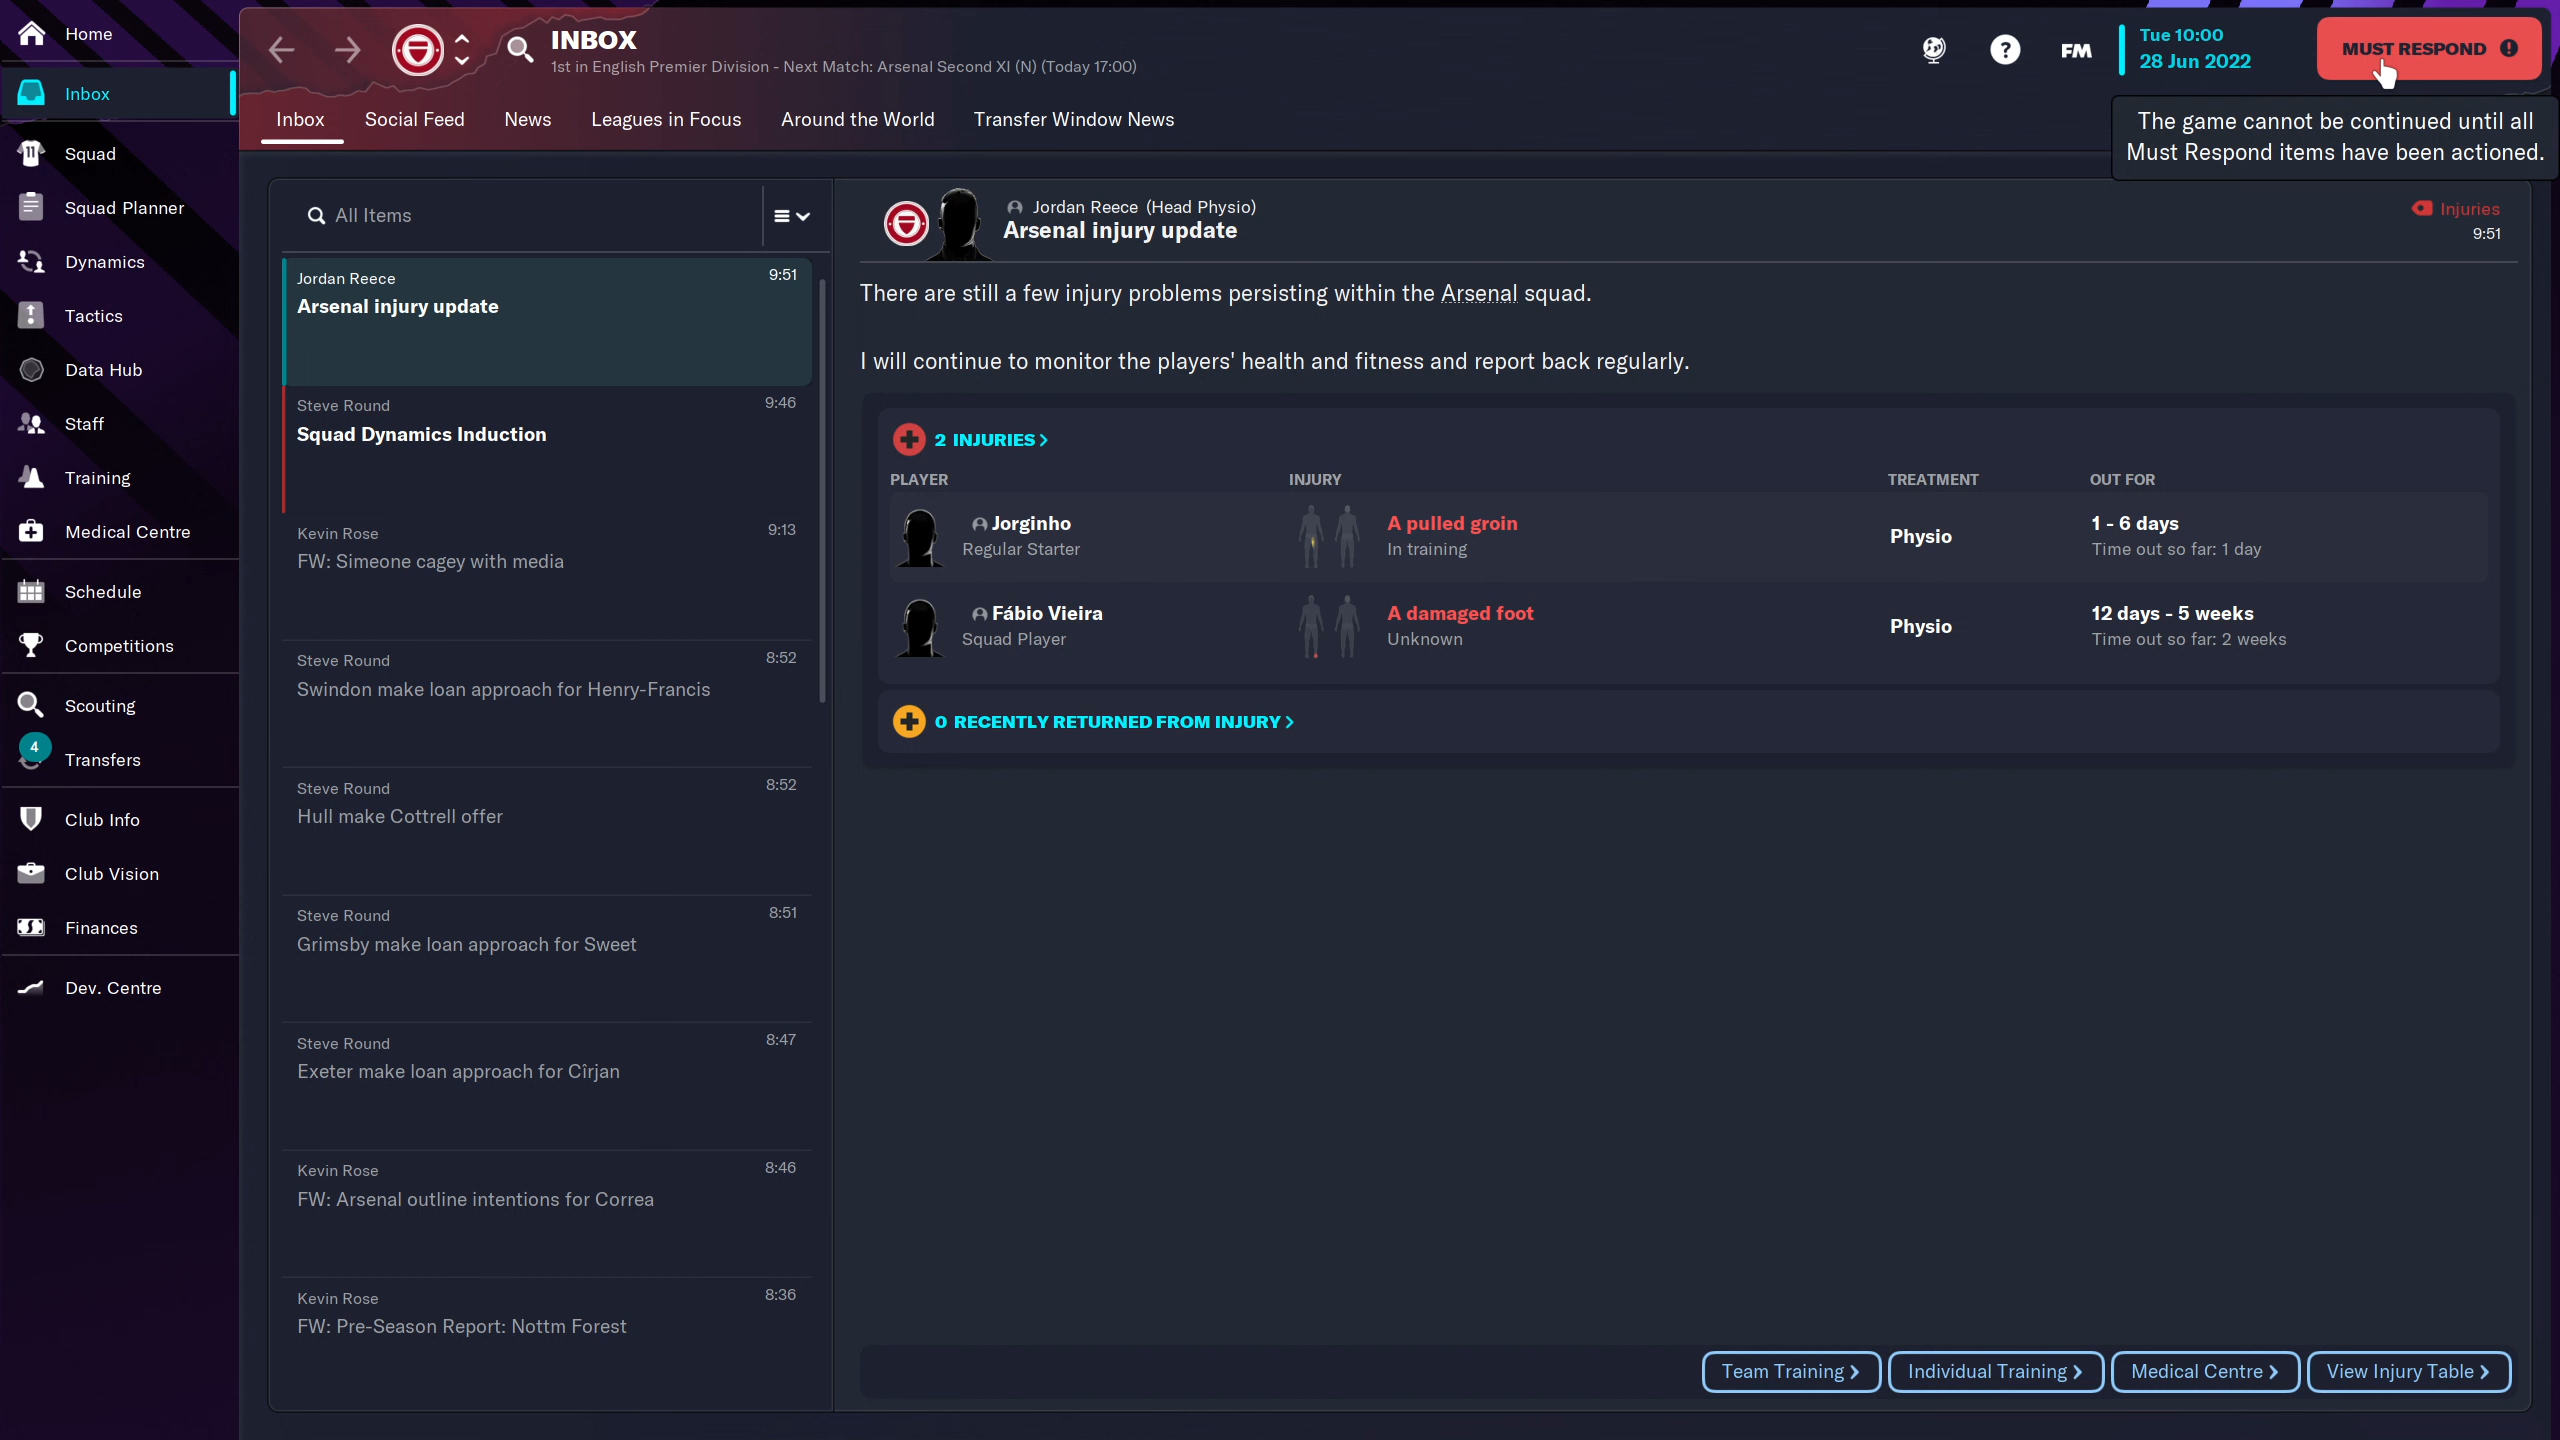 Home
Inbox
Squad
Squad Planner
Dynamics
Tactics
Data Hub
Staff
Training
Medical Centre
Schedule
Competitions
Scouting
4
Transfers
Club Info
Club Vision
Finances
Dev. Centre
INBOX
1st in English Premier Division - Next Match: Arsenal Second XI (N) (Today 17:00)
FM
Tue 10:00
28 Jun 2022
MUST RESPOND
The game cannot be continued until all
Must Respond items have been actioned.
Inbox Social Feed News Leagues in Focus Around the World Transfer Window News
All Items
Jordan Reece 9:51
Arsenal injury update
Steve Round 9:46
Squad Dynamics Induction
Kevin Rose 9:13
FW: Simeone cagey with media
Steve Round 8:52
Swindon make loan approach for Henry-Francis
Steve Round 8:52
Hull make Cottrell offer
Steve Round 8:51
Grimsby make loan approach for Sweet
Steve Round 8:47
Exeter make loan approach for Cîrjan
Kevin Rose 8:46
FW: Arsenal outline intentions for Correa
Kevin Rose 8:36
FW: Pre-Season Report: Nottm Forest
Jordan Reece (Head Physio)
Arsenal injury update
Injuries
9:51
There are still a few injury problems persisting within the Arsenal squad.
I will continue to monitor the players' health and fitness and report back regularly.
2 INJURIES
PLAYER INJURY TREATMENT OUT FOR
Jorginho A pulled groin Physio 1 - 6 days
Regular Starter In training Time out so far: 1 day
Fábio Vieira A damaged foot Physio 12 days - 5 weeks
Squad Player Unknown Time out so far: 2 weeks
0 RECENTLY RETURNED FROM INJURY
Team Training Individual Training Medical Centre View Injury Table